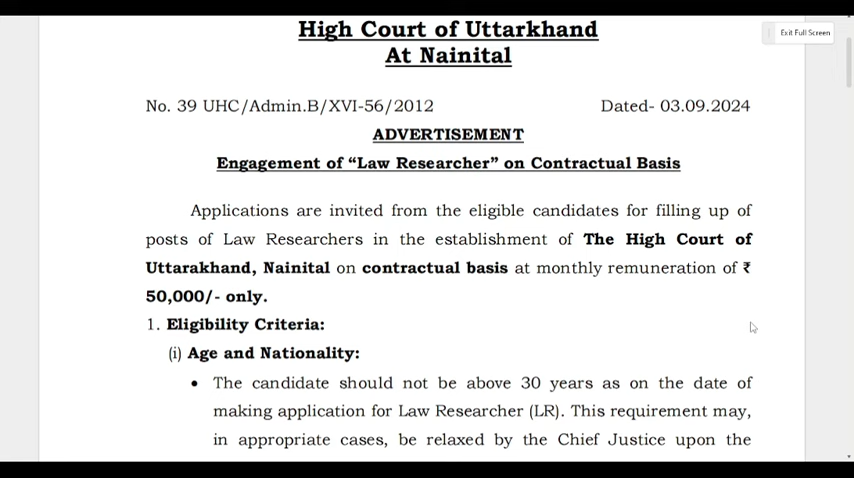 High Court of Uttarkhand
At Nainital
Exit Full Screen
No. 39 UHC/Admin.B/XVI-56/2012 Dated- 03.09.2024
ADVERTISEMENT
Engagement of “Law Researcher” on Contractual Basis
Applications are invited from the eligible candidates for filling up of
posts of Law Researchers in the establishment of The High Court of
Uttarakhand, Nainital on contractual basis at monthly remuneration of ₹
50,000/- only.
1. Eligibility Criteria:
(i) Age and Nationality:
• The candidate should not be above 30 years as on the date of
making application for Law Researcher (LR). This requirement may,
in appropriate cases, be relaxed by the Chief Justice upon the